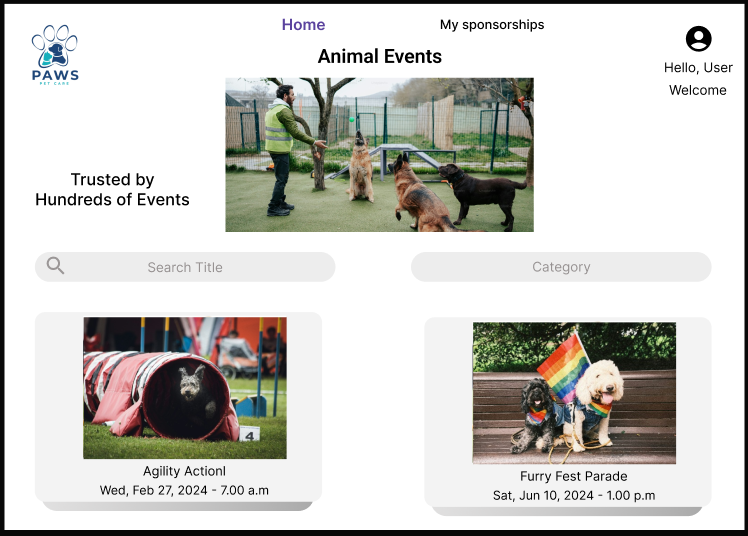 Home
My sponsorships
PAWS
PET CARE
Animal Events
Hello, User
Welcome
Trusted by
Hundreds of Events
Search Title
Category
4
Agility Actionl
Wed, Feb 27, 2024 - 7.00 a.m
Furry Fest Parade
Sat, Jun 10, 2024 - 1.00 p.m